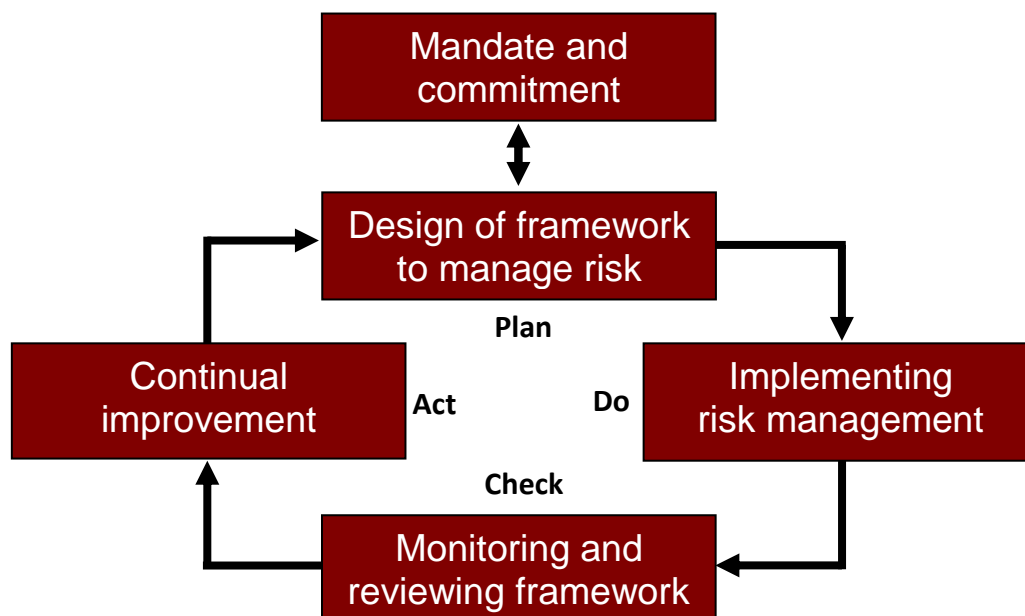 Mandate and
commitment
Design of framework
to manage risk
Plan
Continual
improvement
Act
Do
Implementing
risk management
Check
Monitoring and
reviewing framework